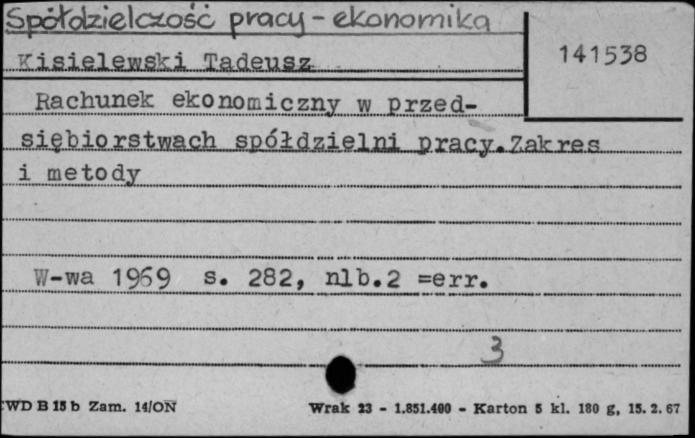 Spółdzielczość pracy - ekonomika
141538
Kisielewski Tadeusz
Rachunek ekonomiczny w przed-
siębiorstwach spółdzielni pracy.Zakres
i metody
W-wa 1969 s. 282, nlb.2 =err.
3
WD B 15 b Zam. 14/ON Wrak 23 - 1.851.400 - Karton 5 kl. 180 g, 15. 2. 67